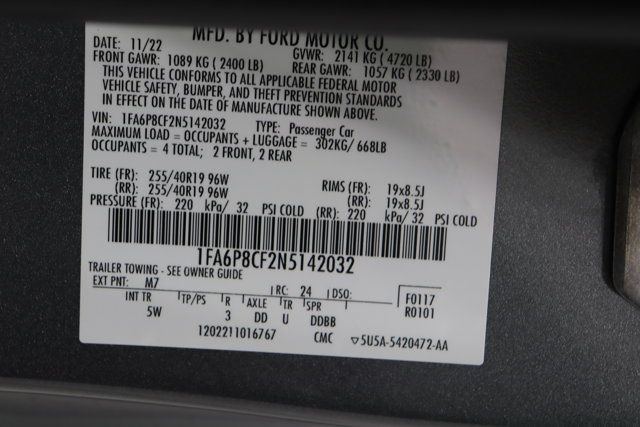 MFD. BY FORD MOTOR CO.
DATE: 11/22 GVWR: 2141 KG ( 4720 LB)
FRONT GAWR: 1089 KG ( 2400 LB) REAR GAWR: 1057 KG ( 2330 LB)
THIS VEHICLE CONFORMS TO ALL APPLICABLE FEDERAL MOTOR
VEHICLE SAFETY, BUMPER, AND THEFT PREVENTION STANDARDS
IN EFFECT ON THE DATE OF MANUFACTURE SHOWN ABOVE.
VIN: 1FA6P8CF2N5142032 TYPE: Passenger Car
MAXIMUM LOAD = OCCUPANTS + LUGGAGE = 302KG/ 668LB
OCCUPANTS = 4 TOTAL; 2 FRONT, 2 REAR
TIRE (FR): 255/40R19 96W RIMS (FR): 19x8.5J
(RR): 255/40R19 96W (RR): 19x8.5J
PRESSURE (FR): 220 kPa/ 32 PSI COLD (RR): 220 kPa/ 32 PSI COLD
1FA6P8CF2N5142032
TRAILER TOWING - SEE OWNER GUIDE
EXT PNT: M7 RC: 24 DSO: F0117
INT TR TP/PS R AXLE TR SPR R0101
5W 3 DD U DDBB
1202211016767 CMC ▽5U5A-5420472-AA